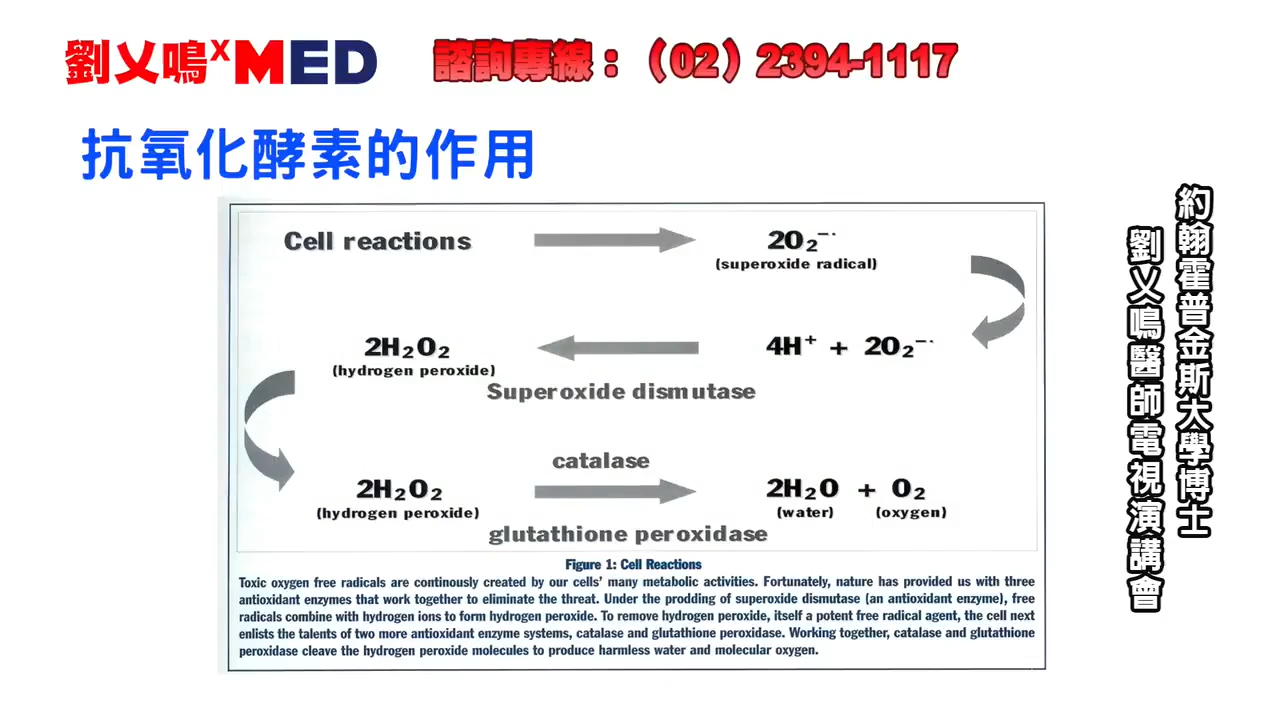 劉乂鳴xMED
諮詢專線：（02）2394-1117
抗氧化酵素的作用
約翰霍普金斯大學博士
劉乂鳴醫師電視演講會
Cell reactions
2O₂⁻·
(superoxide radical)
2H₂O₂
(hydrogen peroxide)
4H⁺ + 2O₂⁻·
Superoxide dismutase
catalase
2H₂O₂
(hydrogen peroxide)
2H₂O + O₂
(water) (oxygen)
glutathione peroxidase
Figure 1: Cell Reactions
Toxic oxygen free radicals are continously created by our cells' many metabolic activities. Fortunately, nature has provided us with three
antioxidant enzymes that work together to eliminate the threat. Under the prodding of superoxide dismutase (an antioxidant enzyme), free
radicals combine with hydrogen ions to form hydrogen peroxide. To remove hydrogen peroxide, itself a potent free radical agent, the cell next
enlists the talents of two more antioxidant enzyme systems, catalase and glutathione peroxidase. Working together, catalase and glutathione
peroxidase cleave the hydrogen peroxide molecules to produce harmless water and molecular oxygen.